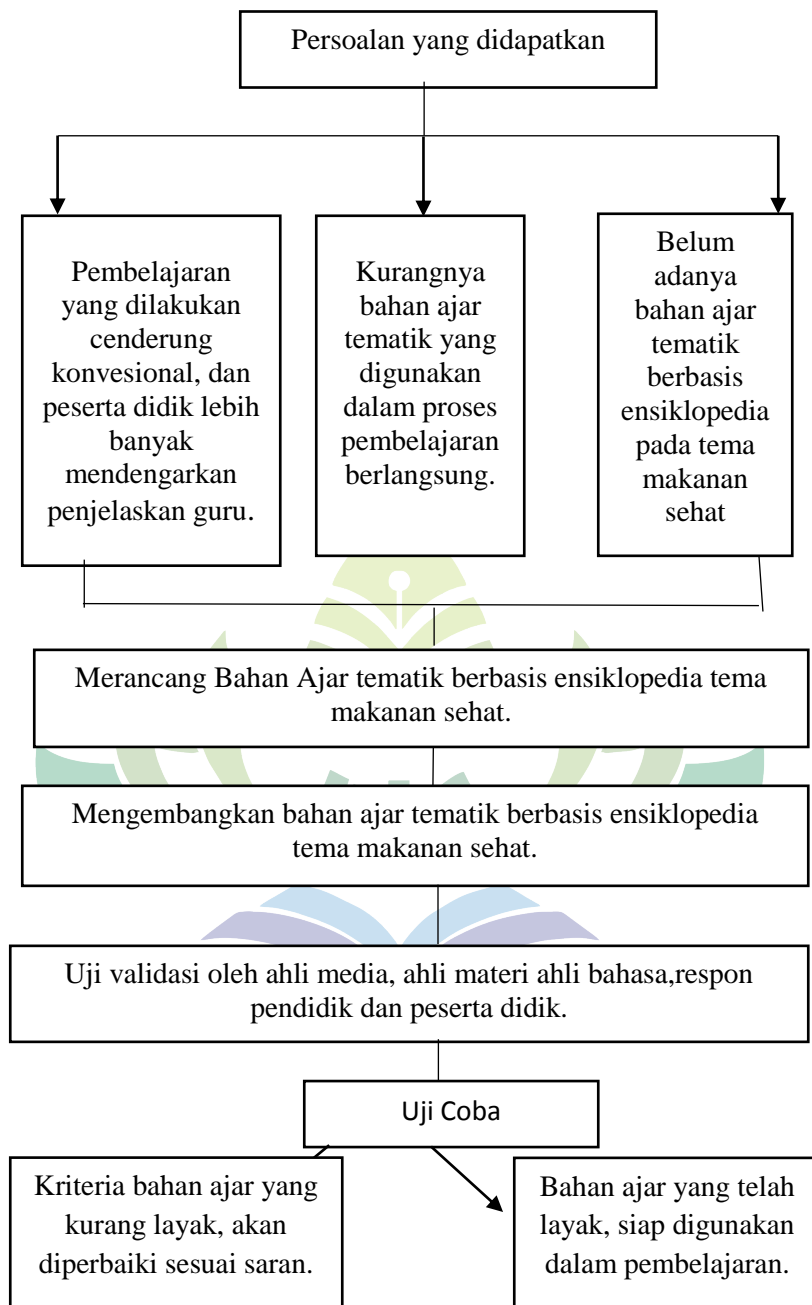 Persoalan yang didapatkan
Pembelajaran
yang dilakukan
cenderung
konvesional, dan
peserta didik lebih
banyak
mendengarkan
penjelaskan guru.
Kurangnya
bahan ajar
tematik yang
digunakan
dalam proses
pembelajaran
berlangsung.
Belum
adanya
bahan ajar
tematik
berbasis
ensiklopedia
pada tema
makanan
sehat
Merancang Bahan Ajar tematik berbasis ensiklopedia tema
makanan sehat.
Mengembangkan bahan ajar tematik berbasis ensiklopedia
tema makanan sehat.
Uji validasi oleh ahli media, ahli materi ahli bahasa,respon
pendidik dan peserta didik.
Uji Coba
Kriteria bahan ajar yang
kurang layak, akan
diperbaiki sesuai saran.
Bahan ajar yang telah
layak, siap digunakan
dalam pembelajaran.